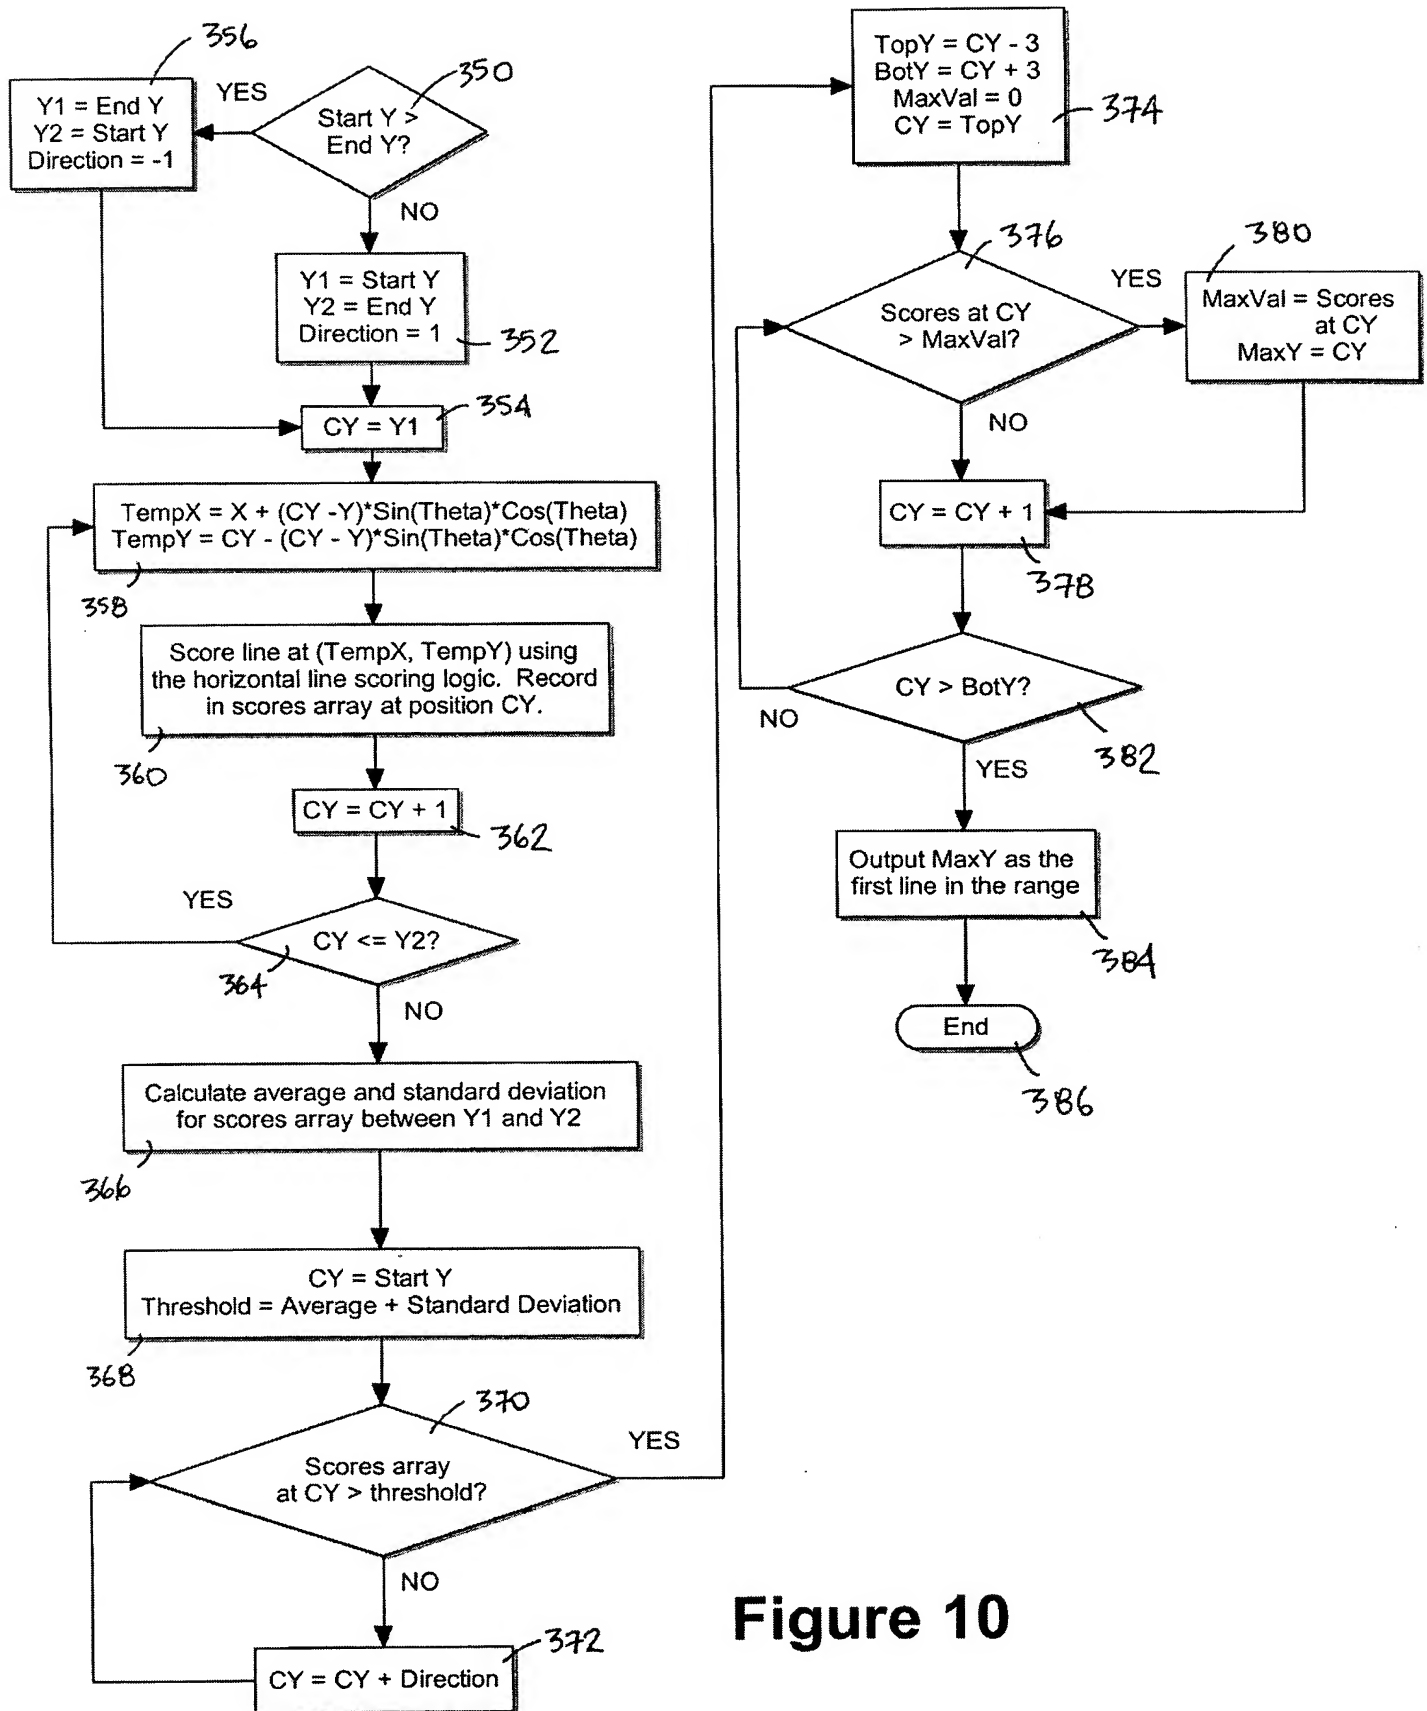 356
Y1 = End Y
Y2 = Start Y
Direction = -1
YES
350
Start Y >
End Y?
NO
Y1 = Start Y
Y2 = End Y
Direction = 1
352
CY = Y1
354
TempX = X + (CY -Y)*Sin(Theta)*Cos(Theta)
TempY = CY - (CY - Y)*Sin(Theta)*Cos(Theta)
358
Score line at (TempX, TempY) using
the horizontal line scoring logic. Record
in scores array at position CY.
360
CY = CY + 1
362
YES
CY <= Y2?
364
NO
Calculate average and standard deviation
for scores array between Y1 and Y2
366
CY = Start Y
Threshold = Average + Standard Deviation
368
370
YES
Scores array
at CY > threshold?
NO
372
CY = CY + Direction
TopY = CY - 3
BotY = CY + 3
MaxVal = 0
CY = TopY
374
376
Scores at CY
> MaxVal?
YES
380
MaxVal = Scores
at CY
MaxY = CY
NO
CY = CY + 1
378
CY > BotY?
NO
382
YES
Output MaxY as the
first line in the range
384
End
386
Figure 10